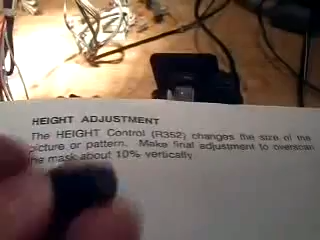 HEIGHT ADJUSTMENT
The HEIGHT Control (R352) changes the size of the
picture or pattern. Make final adjustment to overscan
the mask about 10% vertically